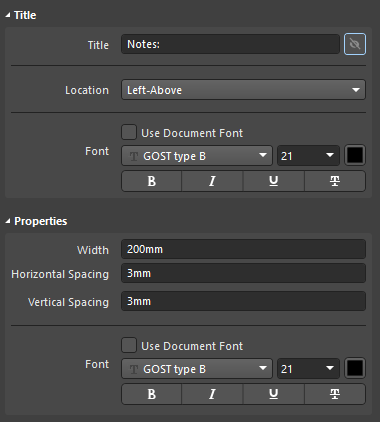 Title
Title Notes:
Location Left-Above
Use Document Font
Font T GOST type B 21
B I U T
Properties
Width 200mm
Horizontal Spacing 3mm
Vertical Spacing 3mm
Use Document Font
Font T GOST type B 21
B I U T